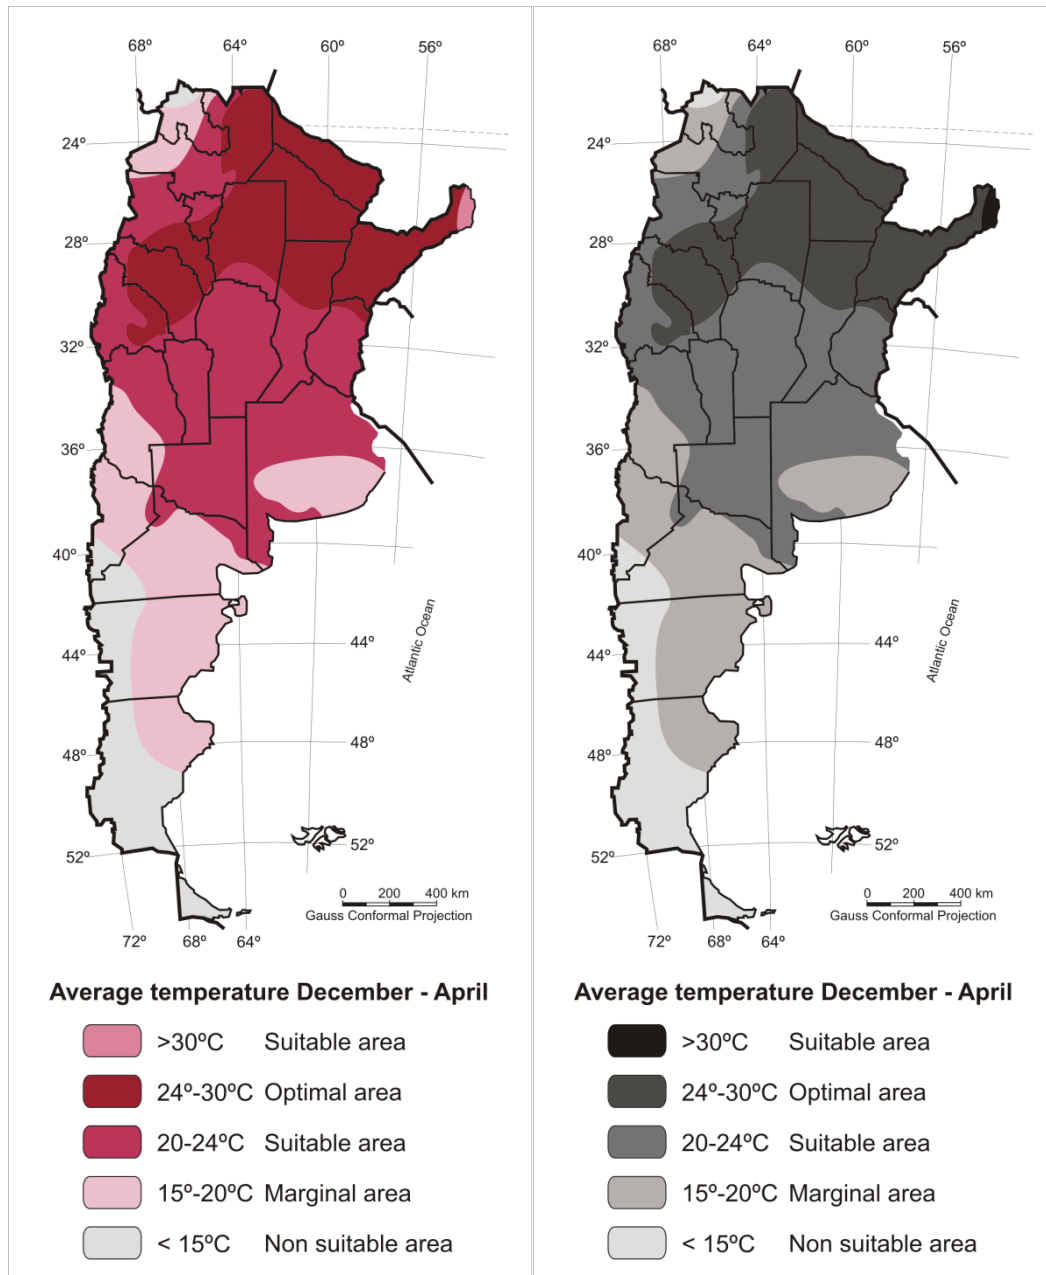 68º 64º 60º 56º
24º
28º
32º
36º
40º
44º
44º
48º
48º
52º
52º
72º 68º 64º
Atlantic Ocean
0 200 400 km
Gauss Conformal Projection
Average temperature December - April
>30ºC Suitable area
24º-30ºC Optimal area
20-24ºC Suitable area
15º-20ºC Marginal area
< 15ºC Non suitable area
68º 64º 60º 56º
24º
28º
32º
36º
40º
44º
44º
48º
48º
52º
52º
72º 68º 64º
Atlantic Ocean
0 200 400 km
Gauss Conformal Projection
Average temperature December - April
>30ºC Suitable area
24º-30ºC Optimal area
20-24ºC Suitable area
15º-20ºC Marginal area
< 15ºC Non suitable area